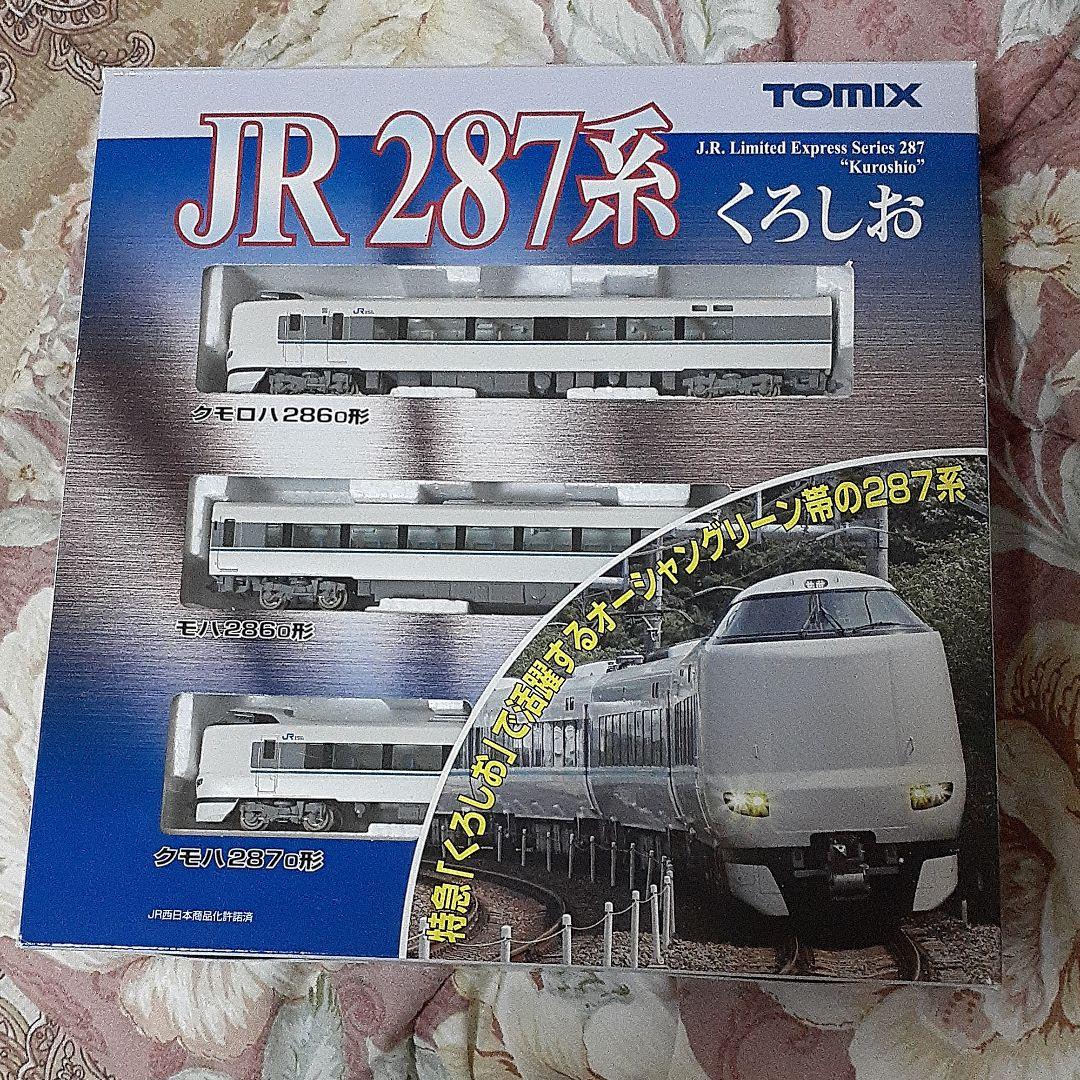 TOMIX
JR 287系
J.R. Limited Express Series 287
“Kuroshio”
くろしお
JR
クモロハ286０形
モハ286０形
特急「くろしお」で活躍するオーシャングリーン帯の287系
JR
クモハ287０形
JR西日本商品化許諾済